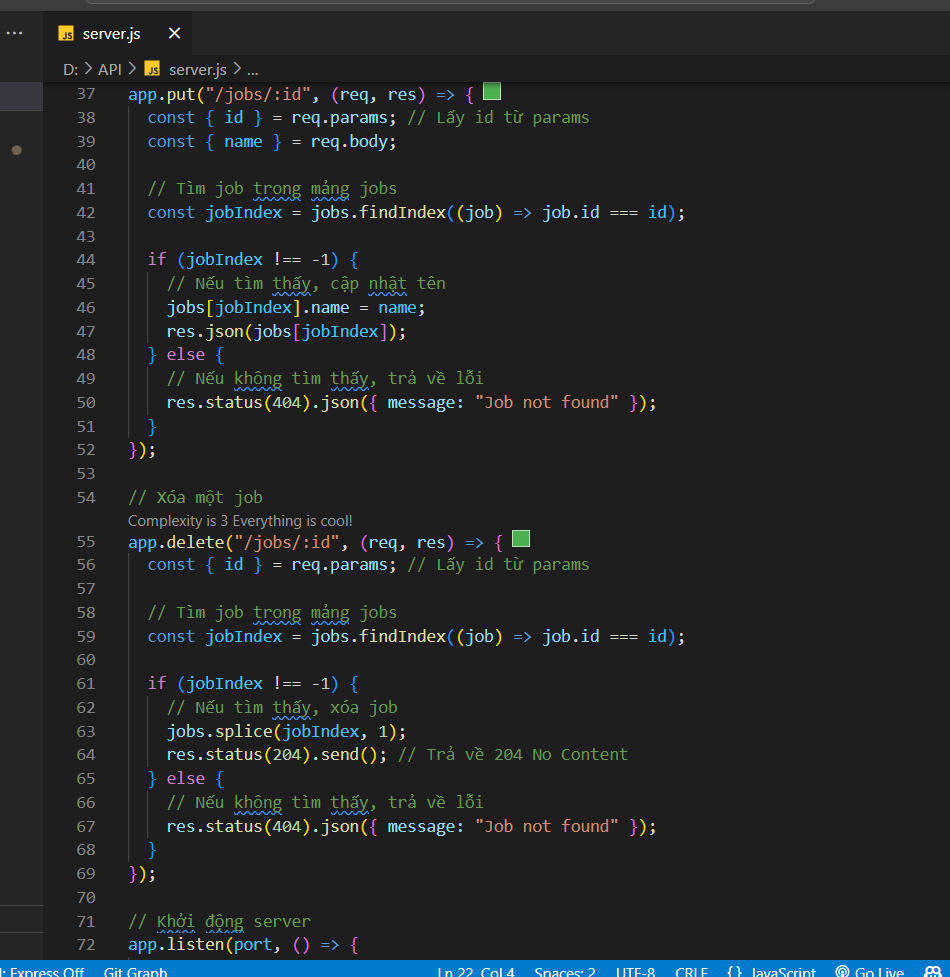 ... JS server.js ×
D: > API > JS server.js > ...
37 app.put("/jobs/:id", (req, res) => {
38 const { id } = req.params; // Lấy id từ params
39 const { name } = req.body;
40
41 // Tìm job trong mảng jobs
42 const jobIndex = jobs.findIndex((job) => job.id === id);
43
44 if (jobIndex !== -1) {
45 // Nếu tìm thấy, cập nhật tên
46 jobs[jobIndex].name = name;
47 res.json(jobs[jobIndex]);
48 } else {
49 // Nếu không tìm thấy, trả về lỗi
50 res.status(404).json({ message: "Job not found" });
51 }
52 });
53
54 // Xóa một job
Complexity is 3 Everything is cool!
55 app.delete("/jobs/:id", (req, res) => {
56 const { id } = req.params; // Lấy id từ params
57
58 // Tìm job trong mảng jobs
59 const jobIndex = jobs.findIndex((job) => job.id === id);
60
61 if (jobIndex !== -1) {
62 // Nếu tìm thấy, xóa job
63 jobs.splice(jobIndex, 1);
64 res.status(204).send(); // Trả về 204 No Content
65 } else {
66 // Nếu không tìm thấy, trả về lỗi
67 res.status(404).json({ message: "Job not found" });
68 }
69 });
70
71 // Khởi động server
72 app.listen(port, () => {
: Express Off Git Graph Ln 22, Col 4 Spaces: 2 UTF-8 CRLF {} JavaScript Go Live